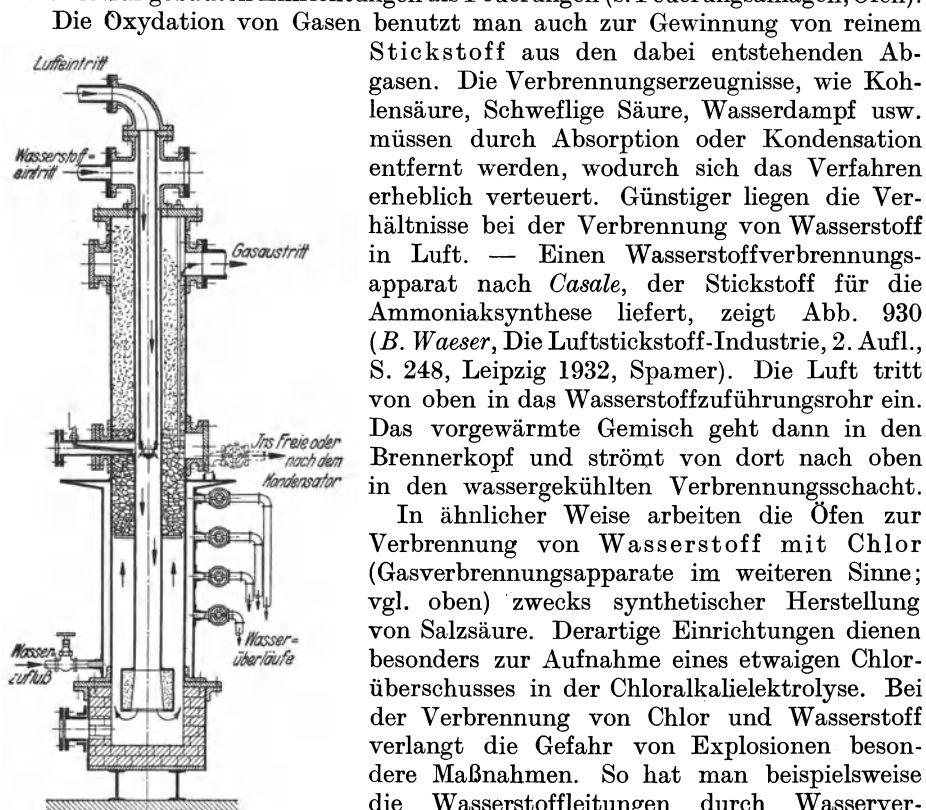 Die Oxydation von Gasen benutzt man auch zur Gewinnung von reinem
Stickstoff aus den dabei entstehenden Ab-
gasen. Die Verbrennungserzeugnisse, wie Koh-
lensäure, Schweflige Säure, Wasserdampf usw.
müssen durch Absorption oder Kondensation
entfernt werden, wodurch sich das Verfahren
erheblich verteuert. Günstiger liegen die Ver-
hältnisse bei der Verbrennung von Wasserstoff
in Luft. — Einen Wasserstoffverbrennungs-
apparat nach Casale, der Stickstoff für die
Ammoniaksynthese liefert, zeigt Abb. 930
(B. Waeser, Die Luftstickstoff-Industrie, 2. Aufl.,
S. 248, Leipzig 1932, Spamer). Die Luft tritt
von oben in das Wasserstoffzuführungsrohr ein.
Das vorgewärmte Gemisch geht dann in den
Brennerkopf und strömt von dort nach oben
in den wassergekühlten Verbrennungsschacht.
In ähnlicher Weise arbeiten die Öfen zur
Verbrennung von Wasserstoff mit Chlor
(Gasverbrennungsapparate im weiteren Sinne;
vgl. oben) zwecks synthetischer Herstellung
von Salzsäure. Derartige Einrichtungen dienen
besonders zur Aufnahme eines etwaigen Chlor-
überschusses in der Chloralkalielektrolyse. Bei
der Verbrennung von Chlor und Wasserstoff
verlangt die Gefahr von Explosionen beson-
dere Maßnahmen. So hat man beispielsweise
die Wasserstoffleitungen durch Wasserver-
Lufteintritt
Wasserstoff=
eintritt
Gasaustritt
Ins Freie oder
nach dem
Kondensator
Wasser=
überläufe
Wasser
zufluß